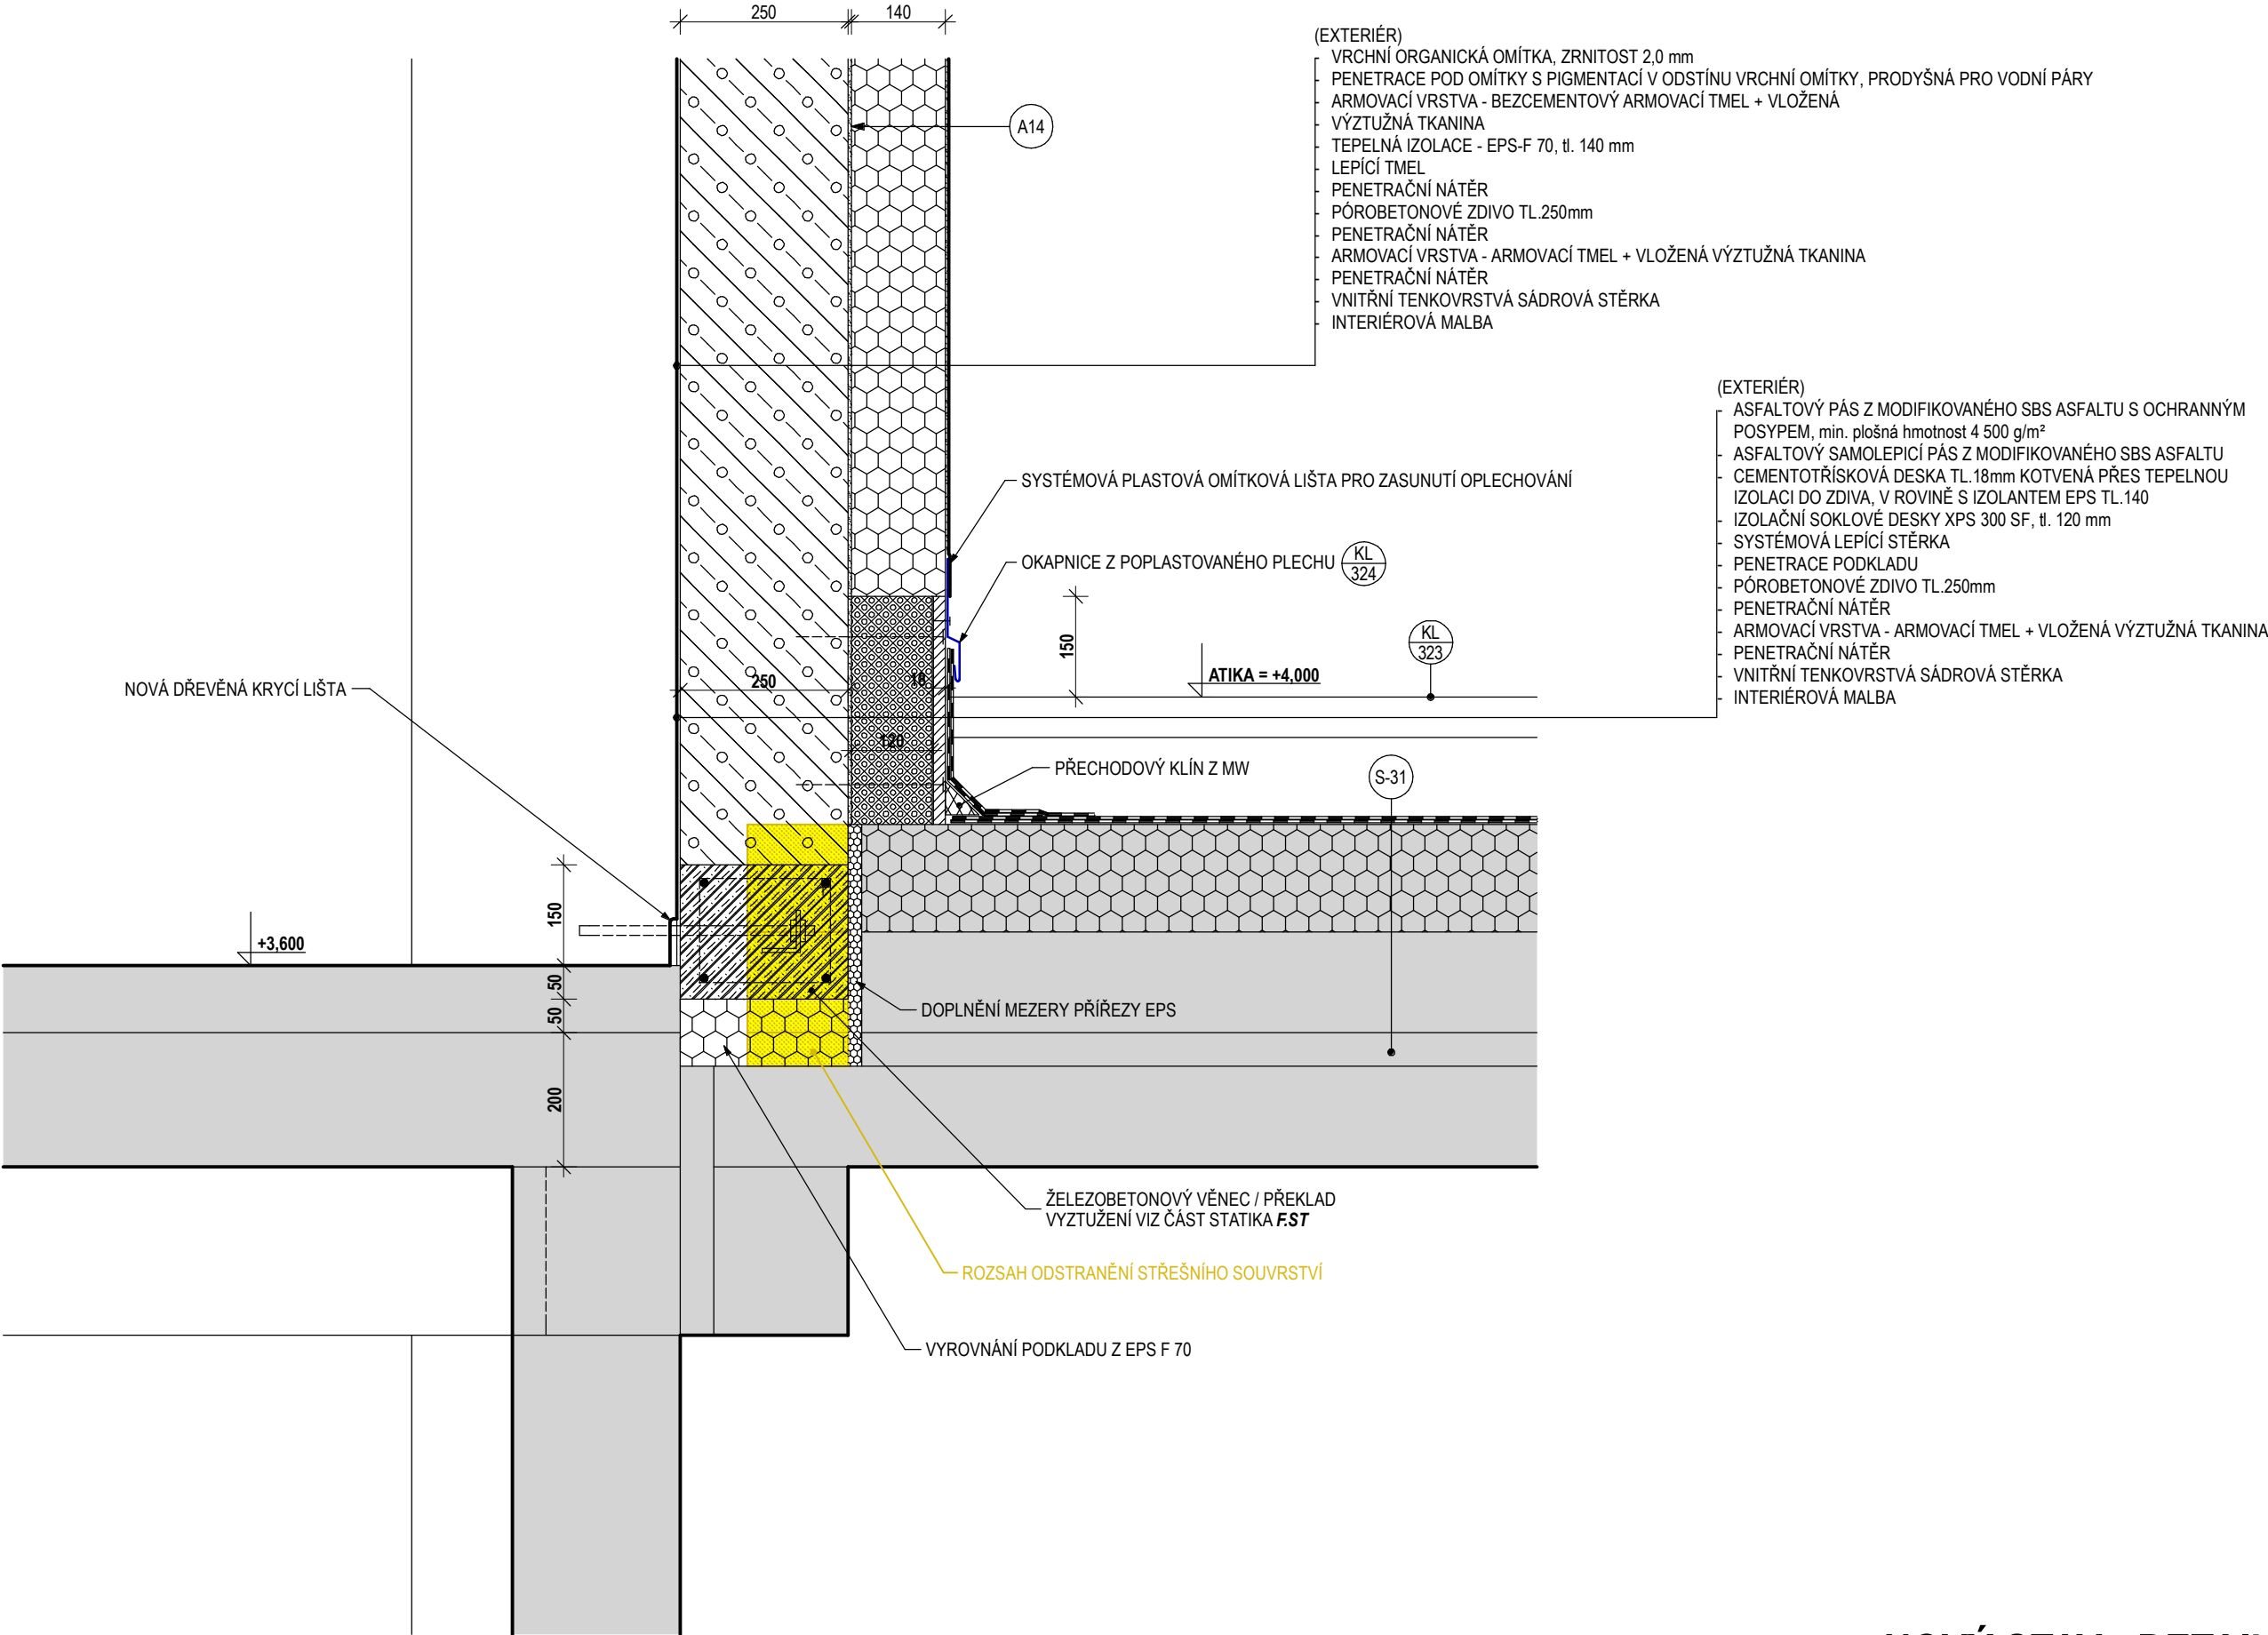 250
140
(EXTERIÉR)
- VRCHNÍ ORGANICKÁ OMÍTKA, ZRNITOST 2,0 mm
- PENETRACE POD OMÍTKY S PIGMENTACÍ V ODSTÍNU VRCHNÍ OMÍTKY, PRODYŠNÁ PRO VODNÍ PÁRY
- ARMOVACÍ VRSTVA - BEZCEMENTOVÝ ARMOVACÍ TMEL + VLOŽENÁ
- VÝZTUŽNÁ TKANINA
- TEPELNÁ IZOLACE - EPS-F 70, tl. 140 mm
- LEPÍCÍ TMEL
- PENETRAČNÍ NÁTĚR
- PÓROBETONOVÉ ZDIVO TL.250mm
- PENETRAČNÍ NÁTĚR
- ARMOVACÍ VRSTVA - ARMOVACÍ TMEL + VLOŽENÁ VÝZTUŽNÁ TKANINA
- PENETRAČNÍ NÁTĚR
- VNITŘNÍ TENKOVRSTVÁ SÁDROVÁ STĚRKA
- INTERIÉROVÁ MALBA
A14
(EXTERIÉR)
- ASFALTOVÝ PÁS Z MODIFIKOVANÉHO SBS ASFALTU S OCHRANNÝM
POSYPEM, min. plošná hmotnost 4 500 g/m²
- ASFALTOVÝ SAMOLEPICÍ PÁS Z MODIFIKOVANÉHO SBS ASFALTU
- CEMENTOTŘÍSKOVÁ DESKA TL.18mm KOTVENÁ PŘES TEPELNOU
IZOLACI DO ZDIVA, V ROVINĚ S IZOLANTEM EPS TL.140
- IZOLAČNÍ SOKLOVÉ DESKY XPS 300 SF, tl. 120 mm
- SYSTÉMOVÁ LEPÍCÍ STĚRKA
- PENETRACE PODKLADU
- PÓROBETONOVÉ ZDIVO TL.250mm
- PENETRAČNÍ NÁTĚR
- ARMOVACÍ VRSTVA - ARMOVACÍ TMEL + VLOŽENÁ VÝZTUŽNÁ TKANINA
- PENETRAČNÍ NÁTĚR
- VNITŘNÍ TENKOVRSTVÁ SÁDROVÁ STĚRKA
- INTERIÉROVÁ MALBA
SYSTÉMOVÁ PLASTOVÁ OMÍTKOVÁ LIŠTA PRO ZASUNUTÍ OPLECHOVÁNÍ
OKAPNICE Z POPLASTOVANÉHO PLECHU
KL
324
150
KL
323
ATIKA = +4,000
NOVÁ DŘEVĚNÁ KRYCÍ LIŠTA
250
18
120
PŘECHODOVÝ KLÍN Z MW
S-31
+3,600
150
50
50
200
DOPLNĚNÍ MEZERY PŘÍŘEZY EPS
ŽELEZOBETONOVÝ VĚNEC / PŘEKLAD
VYZTUŽENÍ VIZ ČÁST STATIKA F.ST
ROZSAH ODSTRANĚNÍ STŘEŠNÍHO SOUVRSTVÍ
VYROVNÁNÍ PODKLADU Z EPS F 70